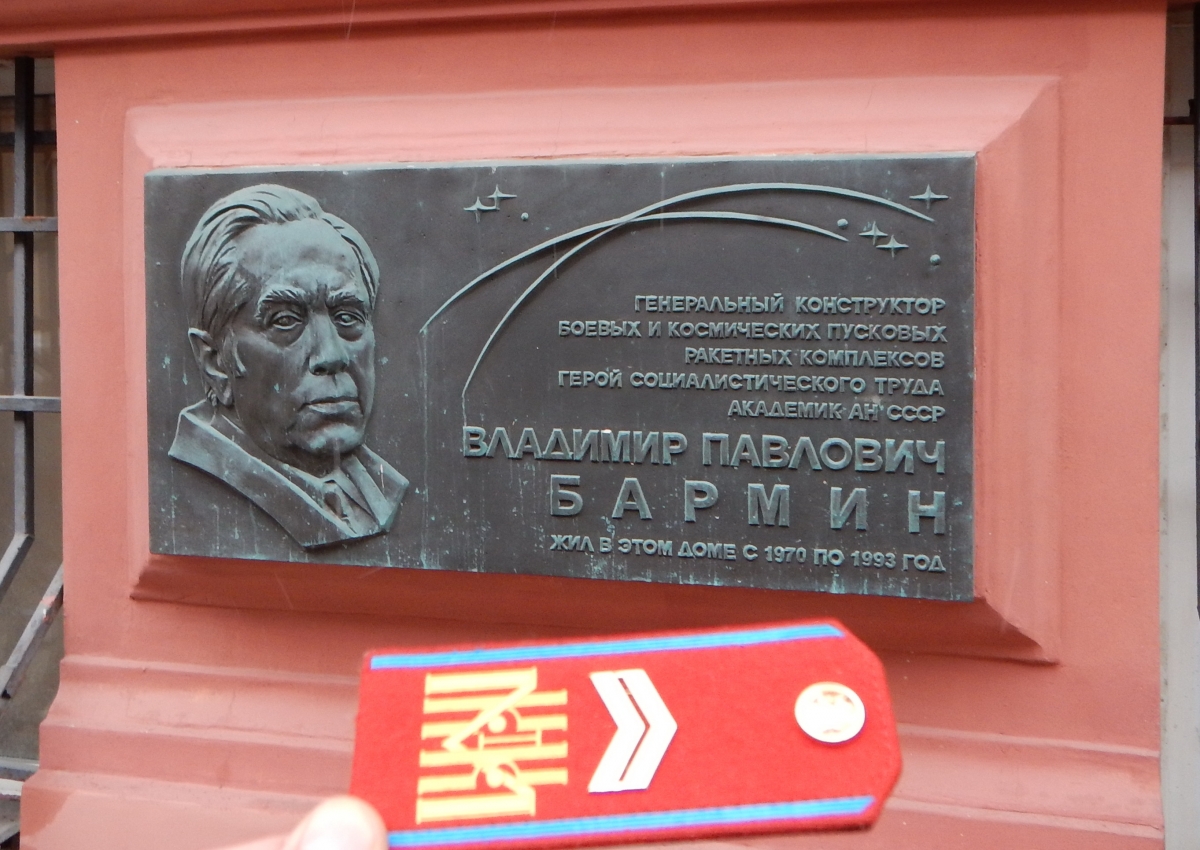 ГЕНЕРАЛЬНЫЙ КОНСТРУКТОР
БОЕВЫХ И КОСМИЧЕСКИХ ПУСКОВЫХ
РАКЕТНЫХ КОМПЛЕКСОВ
ГЕРОЙ СОЦИАЛИСТИЧЕСКОГО ТРУДА
АКАДЕМИК АН СССР
ВЛАДИМИР ПАВЛОВИЧ
БАРМИН
ЖИЛ В ЭТОМ ДОМЕ С 1970 ПО 1993 ГОД